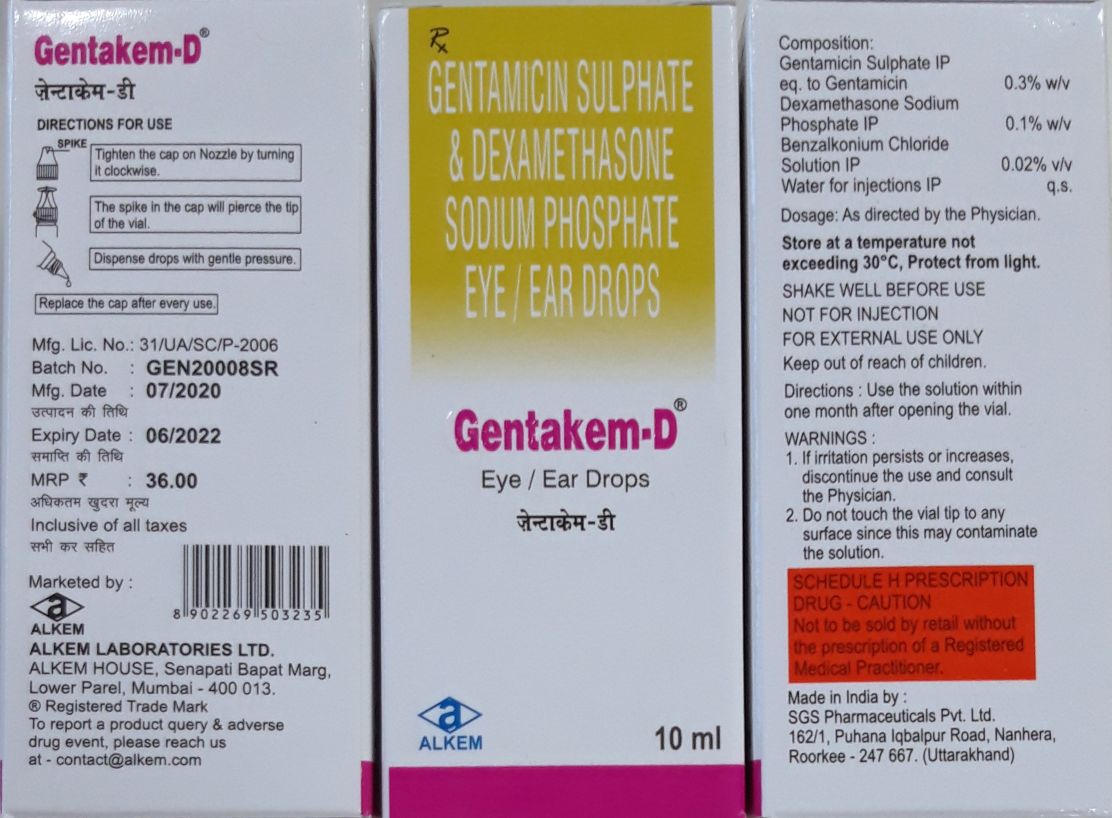 Gentakem-D®
ज़ेन्टाकेम-डी
DIRECTIONS FOR USE
SPIKE
Tighten the cap on Nozzle by turning
it clockwise.
The spike in the cap will pierce the tip
of the vial.
Dispense drops with gentle pressure.
Replace the cap after every use.
Mfg. Lic. No.: 31/UA/SC/P-2006
Batch No. : GEN20008SR
Mfg. Date : 07/2020
उत्पादन की तिथि
Expiry Date : 06/2022
समाप्ति की तिथि
MRP ₹ : 36.00
अधिकतम खुदरा मूल्य
Inclusive of all taxes
सभी कर सहित
Marketed by :
8 902269 503235
a
ALKEM
ALKEM LABORATORIES LTD.
ALKEM HOUSE, Senapati Bapat Marg,
Lower Parel, Mumbai - 400 013.
® Registered Trade Mark
To report a product query & adverse
drug event, please reach us
at - contact@alkem.com
Rx
GENTAMICIN SULPHATE
& DEXAMETHASONE
SODIUM PHOSPHATE
EYE / EAR DROPS
Gentakem-D®
Eye / Ear Drops
ज़ेन्टाकेम-डी
a
ALKEM
10 ml
Composition:
Gentamicin Sulphate IP
eq. to Gentamicin 0.3% w/v
Dexamethasone Sodium
Phosphate IP 0.1% w/v
Benzalkonium Chloride
Solution IP 0.02% v/v
Water for injections IP q.s.
Dosage: As directed by the Physician.
Store at a temperature not
exceeding 30°C, Protect from light.
SHAKE WELL BEFORE USE
NOT FOR INJECTION
FOR EXTERNAL USE ONLY
Keep out of reach of children.
Directions : Use the solution within
one month after opening the vial.
WARNINGS :
1. If irritation persists or increases,
discontinue the use and consult
the Physician.
2. Do not touch the vial tip to any
surface since this may contaminate
the solution.
SCHEDULE H PRESCRIPTION
DRUG - CAUTION
Not to be sold by retail without
the prescription of a Registered
Medical Practitioner.
Made in India by :
SGS Pharmaceuticals Pvt. Ltd.
162/1, Puhana Iqbalpur Road, Nanhera,
Roorkee - 247 667. (Uttarakhand)